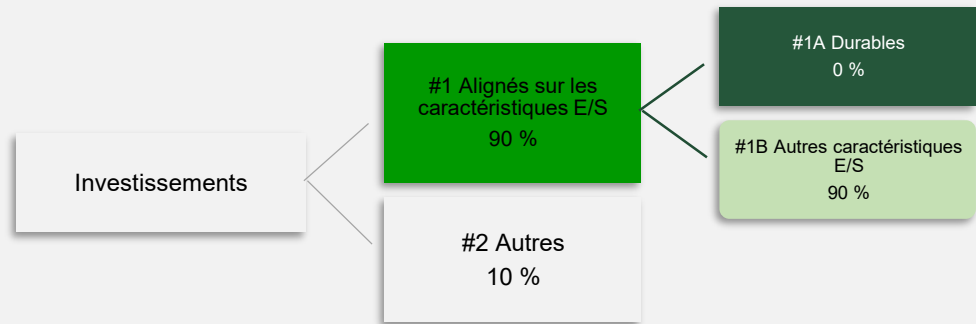 Investissements
#1 Alignés sur les
caractéristiques E/S
90 %
#2 Autres
10 %
#1A Durables
0 %
#1B Autres caractéristiques
E/S
90 %